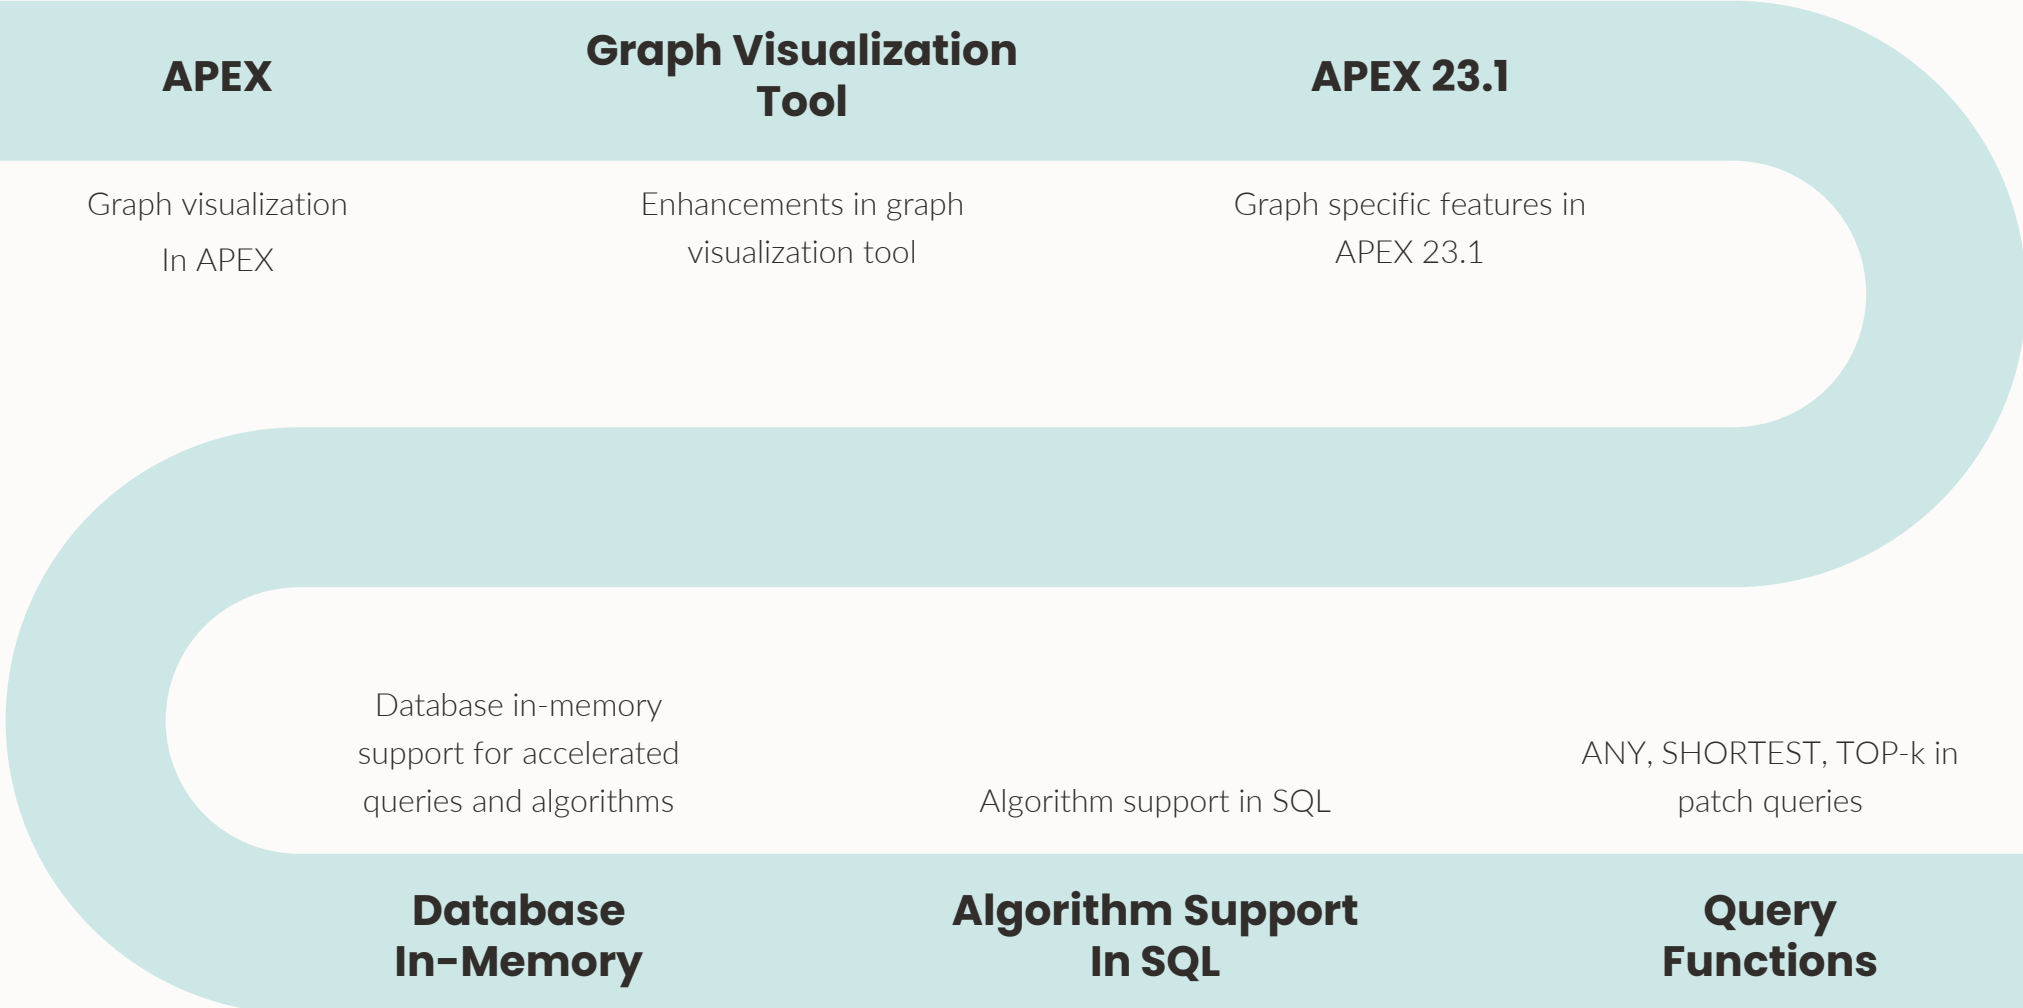 APEX
Graph visualization
In APEX
Graph Visualization
Tool
Enhancements in graph
visualization tool
APEX 23.1
Graph specific features in
APEX 23.1
Database in-memory
support for accelerated
queries and algorithms
Database
In-Memory
Algorithm support in SQL
Algorithm Support
In SQL
ANY, SHORTEST, TOP-k in
patch queries
Query
Functions